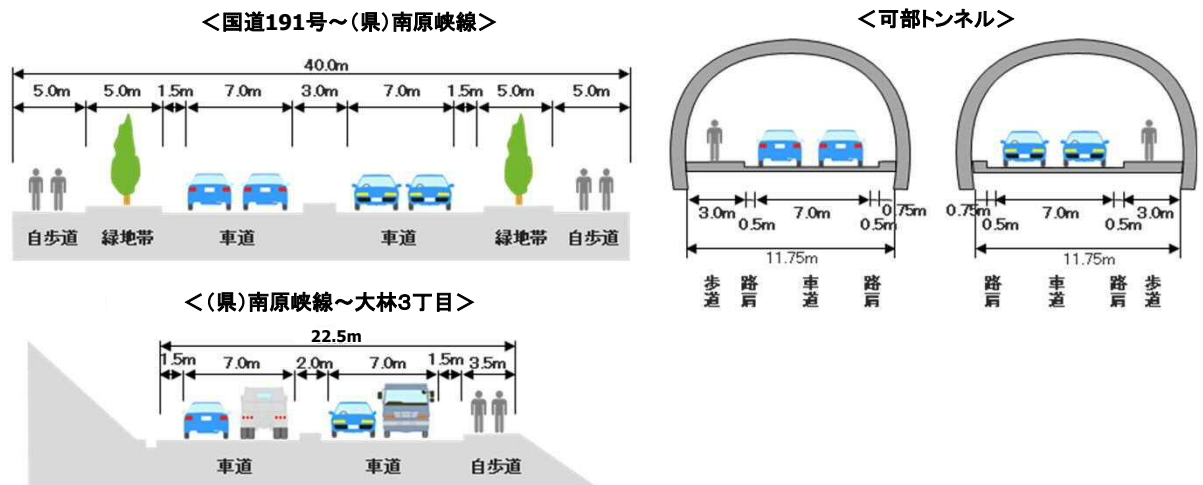 ＜国道191号～（県）南原峡線＞
40.0m
5.0m 5.0m 1.5m 7.0m 3.0m 7.0m 1.5m 5.0m 5.0m
自歩道 緑地帯 車道 車道 緑地帯 自歩道
＜（県）南原峡線～大林３丁目＞
22.5m
1.5m 7.0m 2.0m 7.0m 1.5m 3.5m
車道 車道 自歩道
＜可部トンネル＞
3.0m 0.5m 7.0m 0.5m 0.75m
11.75m
歩道 路肩 車道 路肩
0.75m 0.5m 7.0m 0.5m 3.0m
11.75m
路肩 車道 路肩 歩道